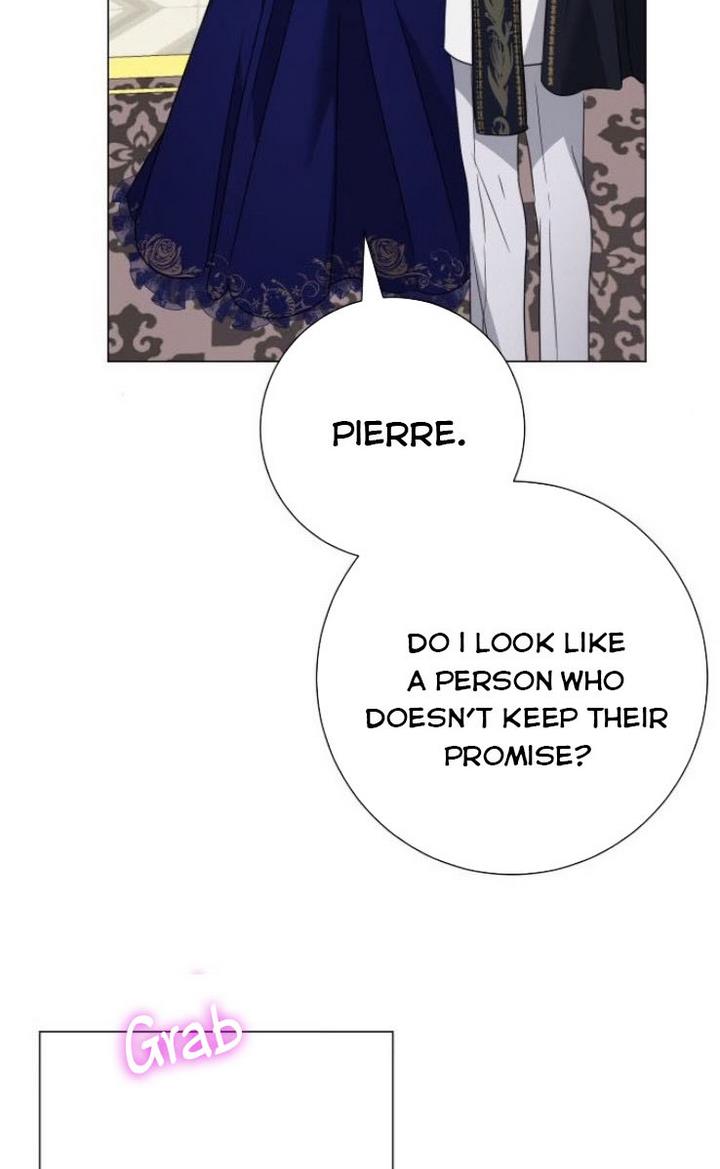 PIERRE.
DO I LOOK LIKE
A PERSON WHO
DOESN'T KEEP THEIR
PROMISE?
Grab